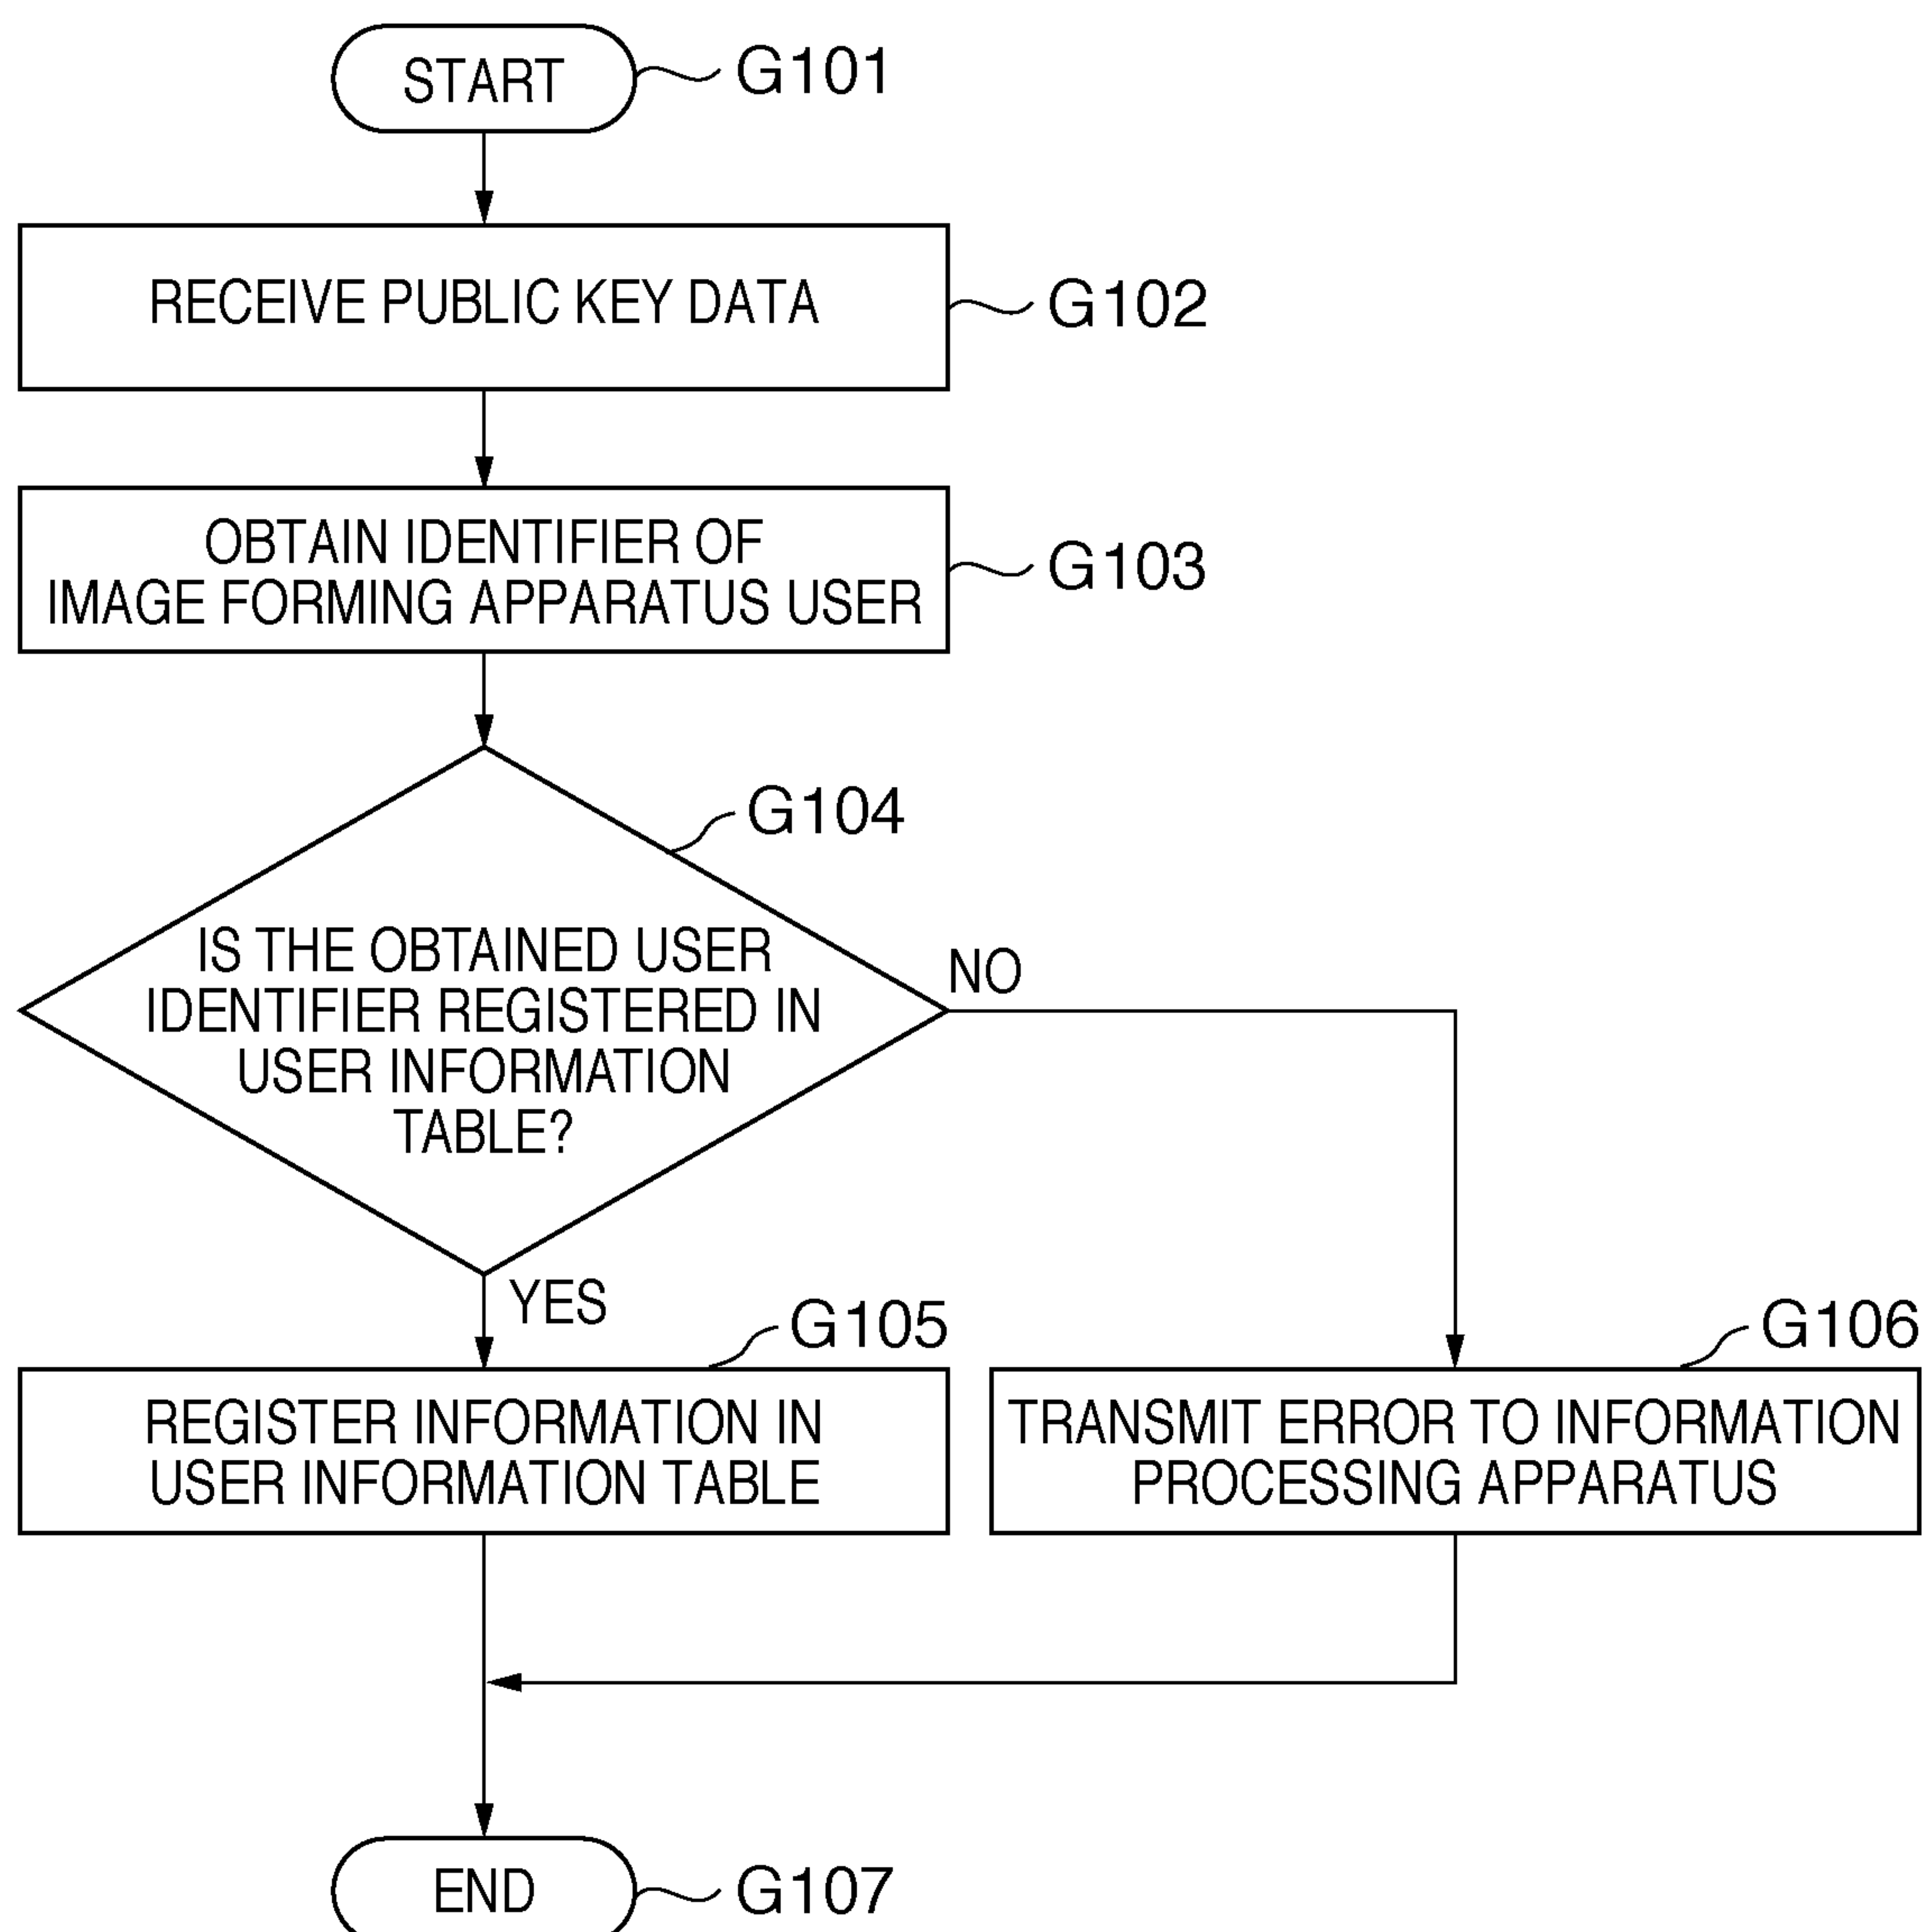 START
G101
RECEIVE PUBLIC KEY DATA
G102
OBTAIN IDENTIFIER OF
IMAGE FORMING APPARATUS USER
G103
G104
IS THE OBTAINED USER
IDENTIFIER REGISTERED IN
USER INFORMATION
TABLE?
NO
YES
G105
REGISTER INFORMATION IN
USER INFORMATION TABLE
G106
TRANSMIT ERROR TO INFORMATION
PROCESSING APPARATUS
END
G107